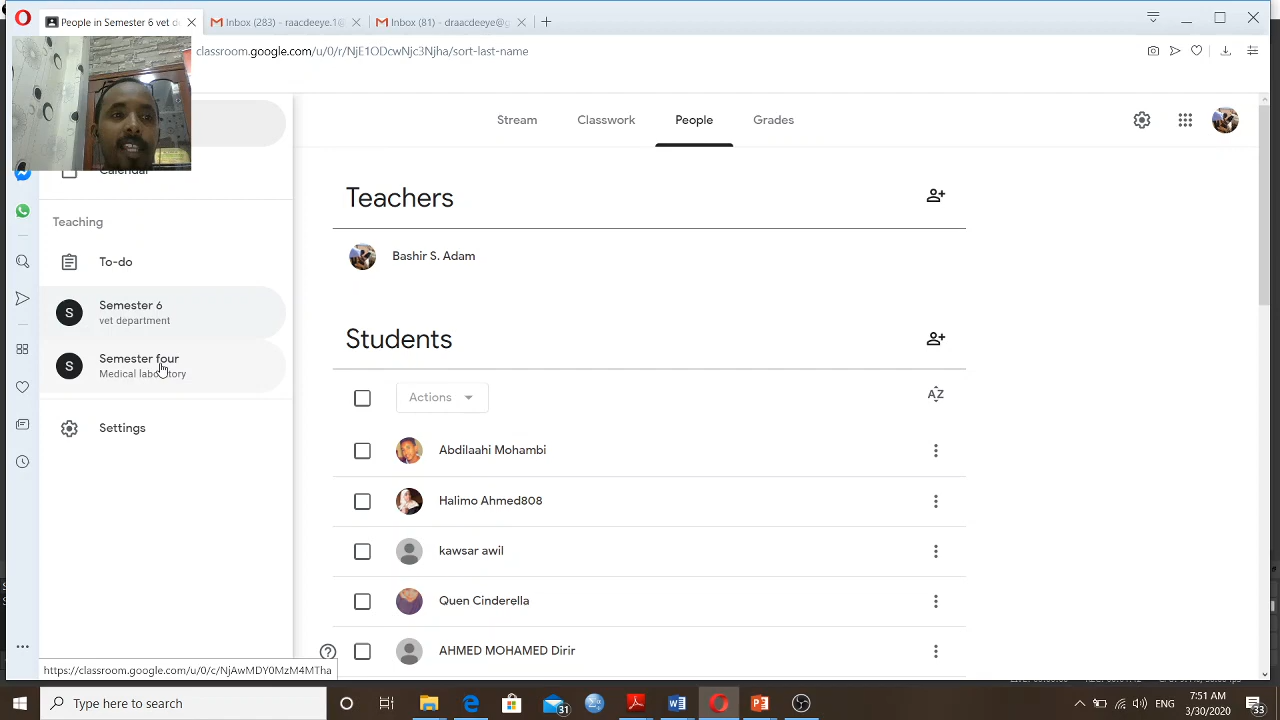 People in Semester 6 vet d
Inbox (283) - raacdeeye.1@
Inbox (81) - draacdeeye@g
classroom.google.com/u/0/r/NjE1ODcwNjc3Njha/sort-last-name
Stream
Classwork
People
Grades
Calendar
Teaching
To-do
S
Semester 6
vet department
S
Semester four
Medical laboratory
Settings
Teachers
Bashir S. Adam
Students
Actions
AZ
Abdilaahi Mohambi
Halimo Ahmed808
kawsar awil
Quen Cinderella
AHMED MOHAMED Dirir
https://classroom.google.com/u/0/c/NjAwMDY0MzM4MTha
Type here to search
31
ENG
7:51 AM
3/30/2020
33